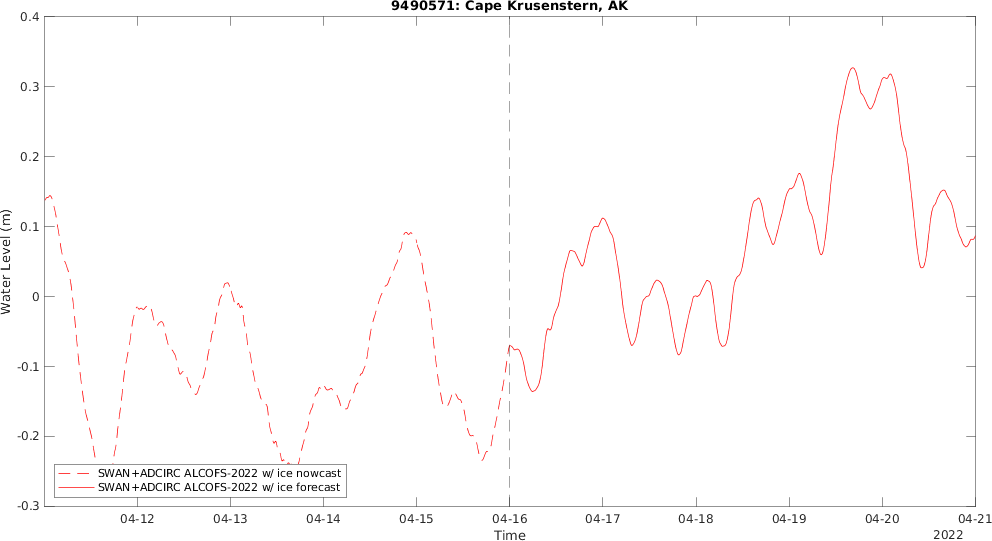 9490571: Cape Krusenstern, AK
0.4
0.3
0.2
0.1
0
-0.1
-0.2
-0.3
Water Level (m)
SWAN+ADCIRC ALCOFS-2022 w/ ice nowcast
SWAN+ADCIRC ALCOFS-2022 w/ ice forecast
04-12 04-13 04-14 04-15 04-16 04-17 04-18 04-19 04-20 04-21
Time
2022